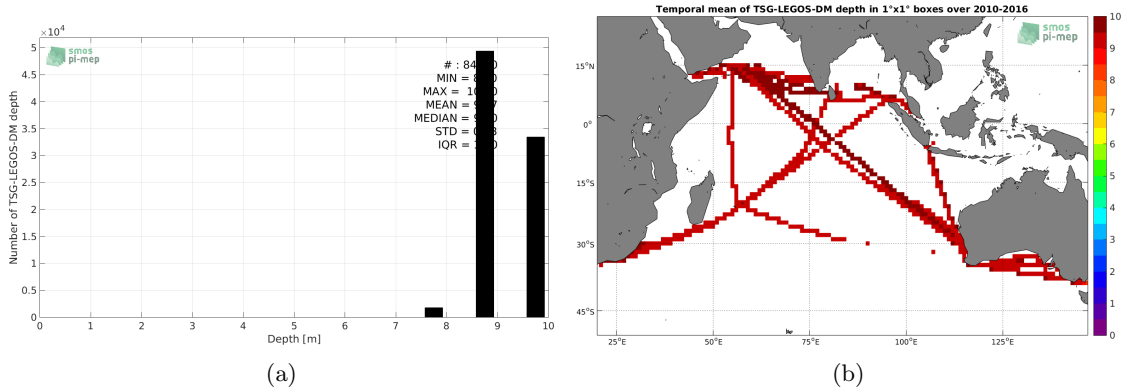 Temporal mean of TSG-LEGOS-DM depth in 1°x1° boxes over 2010-2016
×10⁴
5
4.5
4
3.5
3
2.5
2
1.5
1
0.5
0
Number of TSG-LEGOS-DM depth
smos
pi-mep
# :
MIN =
MAX =
MEAN =
MEDIAN =
STD =
IQR =
0 1 2 3 4 5 6 7 8 9 10
Depth [m]
(a)
smos
pi-mep
15°N
0°
15°S
30°S
45°S
25°E 50°E 75°E 100°E 125°E
10
9
8
7
6
5
4
3
2
1
0
(b)